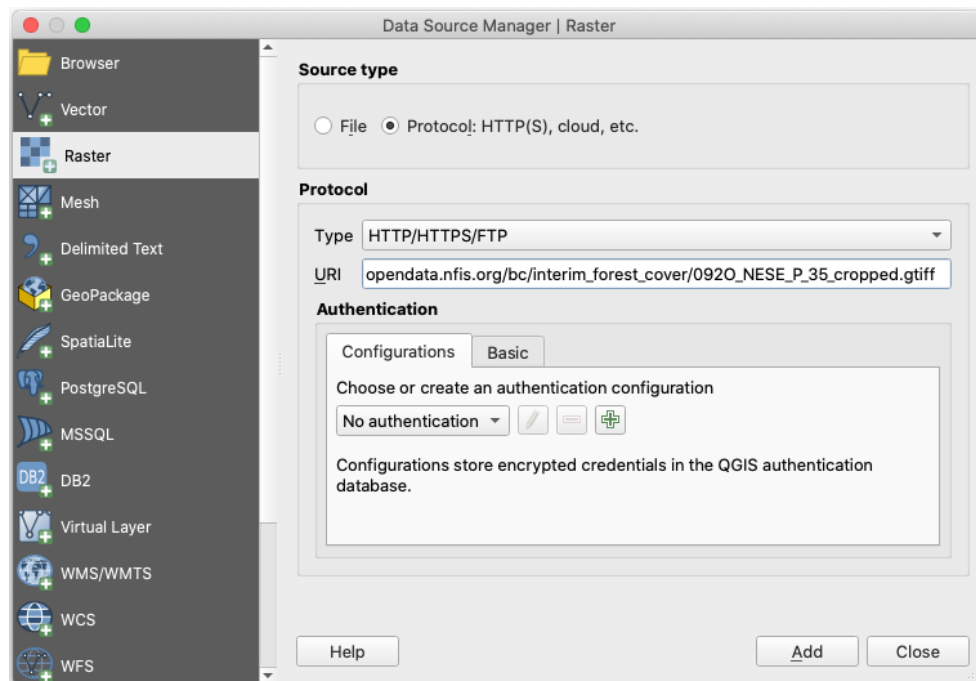 Data Source Manager | Raster
Browser
Vector
Raster
Mesh
Delimited Text
GeoPackage
SpatiaLite
PostgreSQL
MSSQL
DB2
DB2
Virtual Layer
WMS/WMTS
WCS
WFS
Source type
File
Protocol: HTTP(S), cloud, etc.
Protocol
Type
HTTP/HTTPS/FTP
URI
opendata.nfis.org/bc/interim_forest_cover/092O_NESE_P_35_cropped.gtiff
Authentication
Configurations
Basic
Choose or create an authentication configuration
No authentication
Configurations store encrypted credentials in the QGIS authentication
database.
Help
Add
Close